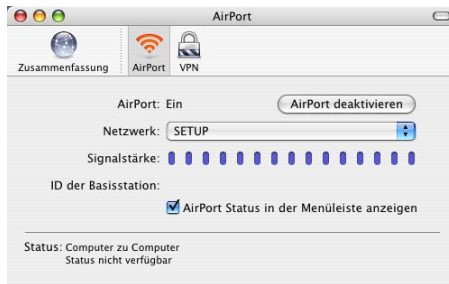 AirPort
Zusammenfassung AirPort VPN
AirPort: Ein AirPort deaktivieren
Netzwerk: SETUP
Signalstärke:
ID der Basisstation:
AirPort Status in der Menüleiste anzeigen
Status: Computer zu Computer
Status nicht verfügbar